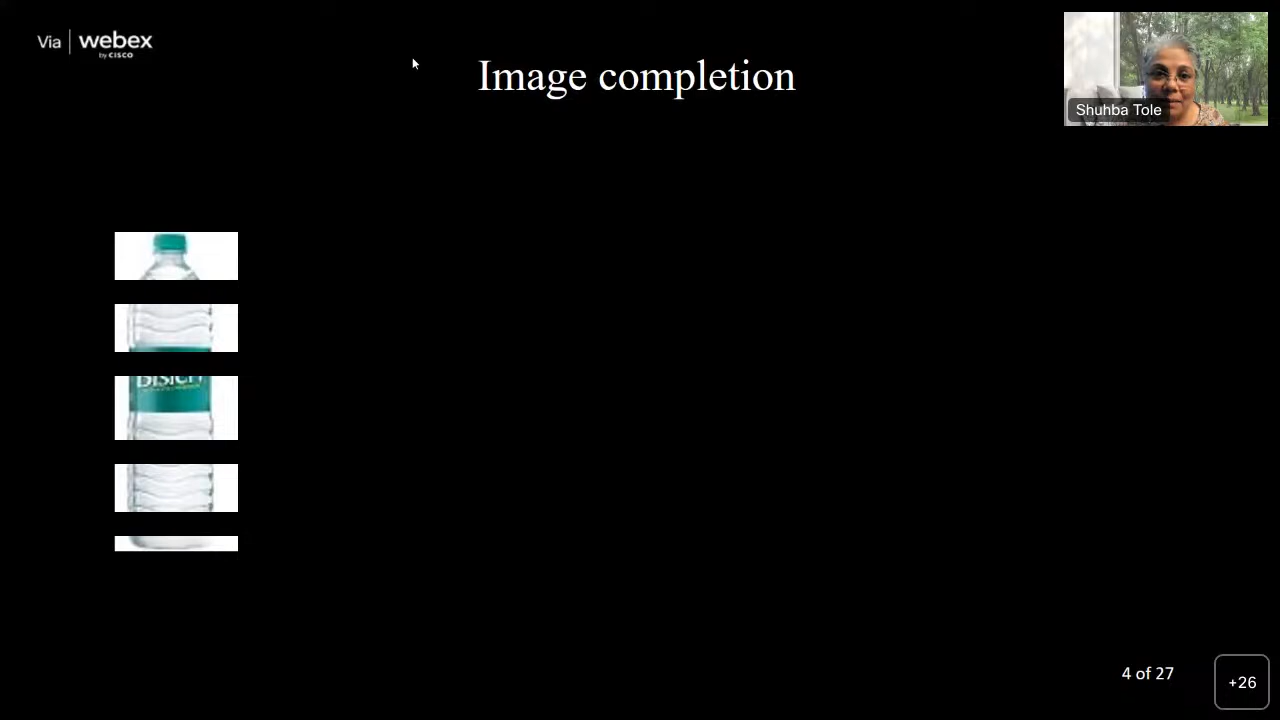 Via | webex
by CISCO
Image completion
Shuhba Tole
4 of 27
+26